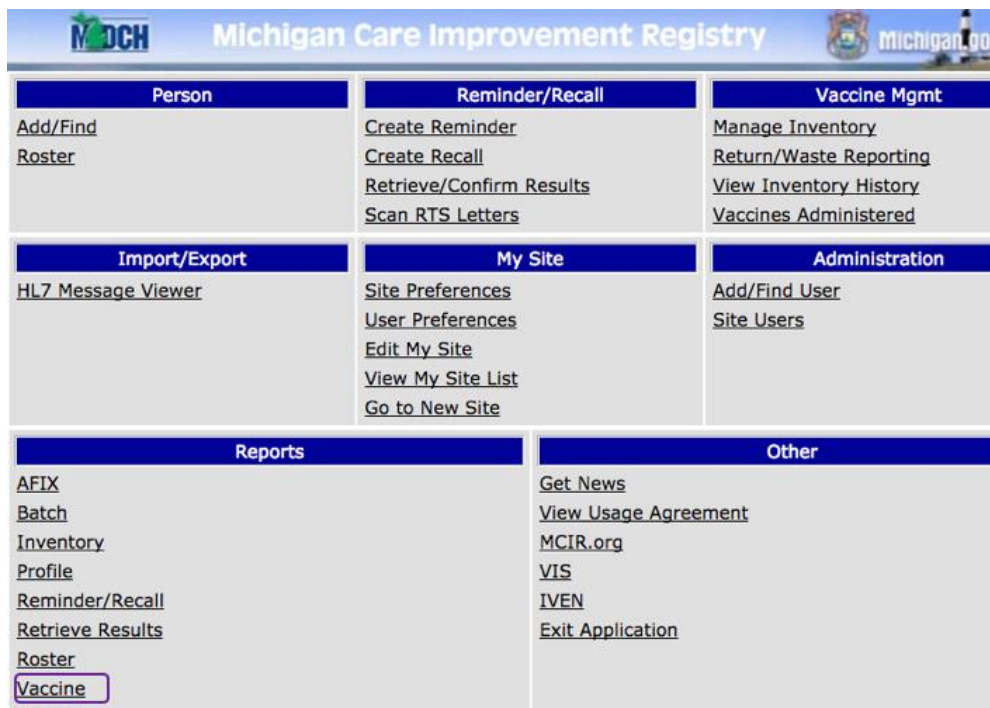 MDCH Michigan Care Improvement Registry Michigan.go
Person Reminder/Recall Vaccine Mgmt
Add/Find Create Reminder Manage Inventory
Roster Create Recall Return/Waste Reporting
Retrieve/Confirm Results View Inventory History
Scan RTS Letters Vaccines Administered
Import/Export My Site Administration
HL7 Message Viewer Site Preferences Add/Find User
User Preferences Site Users
Edit My Site
View My Site List
Go to New Site
Reports Other
AFIX Get News
Batch View Usage Agreement
Inventory MCIR.org
Profile VIS
Reminder/Recall IVEN
Retrieve Results Exit Application
Roster
Vaccine